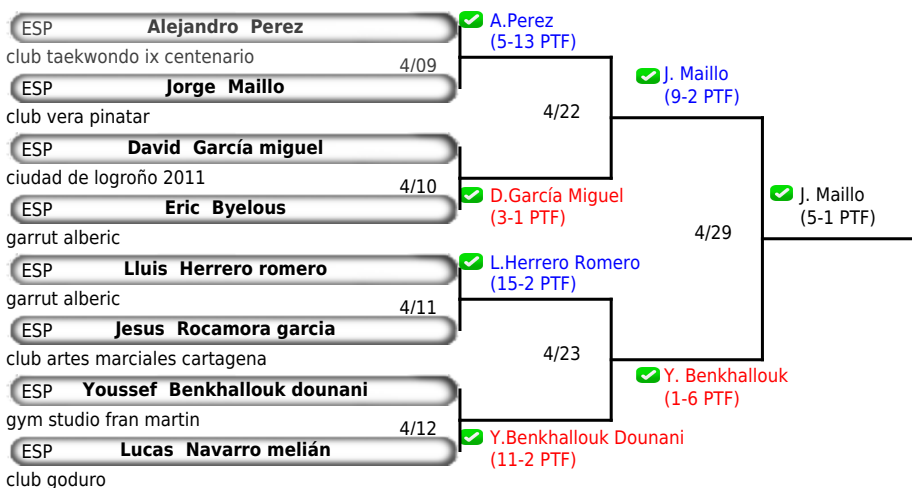 ESP Alejandro Perez
club taekwondo ix centenario
4/09
ESP Jorge Maillo
club vera pinatar
A.Perez
(5-13 PTF)
4/22
J. Maillo
(9-2 PTF)
ESP David García miguel
ciudad de logroño 2011
4/10
ESP Eric Byelous
garrut alberic
D.García Miguel
(3-1 PTF)
4/29
J. Maillo
(5-1 PTF)
ESP Lluis Herrero romero
garrut alberic
4/11
ESP Jesus Rocamora garcia
club artes marciales cartagena
L.Herrero Romero
(15-2 PTF)
4/23
Y. Benkhallouk
(1-6 PTF)
ESP Youssef Benkhallouk dounani
gym studio fran martin
4/12
ESP Lucas Navarro melián
club goduro
Y.Benkhallouk Dounani
(11-2 PTF)